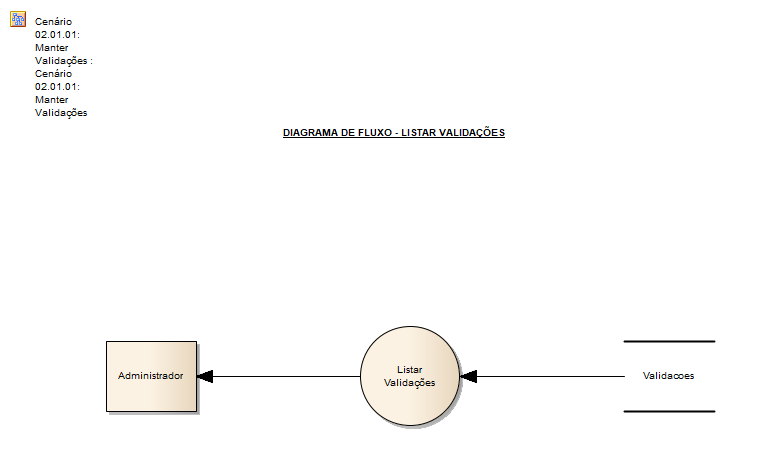 Cenário
02.01.01:
Manter
Validações :
Cenário
02.01.01:
Manter
Validações
DIAGRAMA DE FLUXO - LISTAR VALIDAÇÕES
Administrador
Listar
Validações
Validacoes